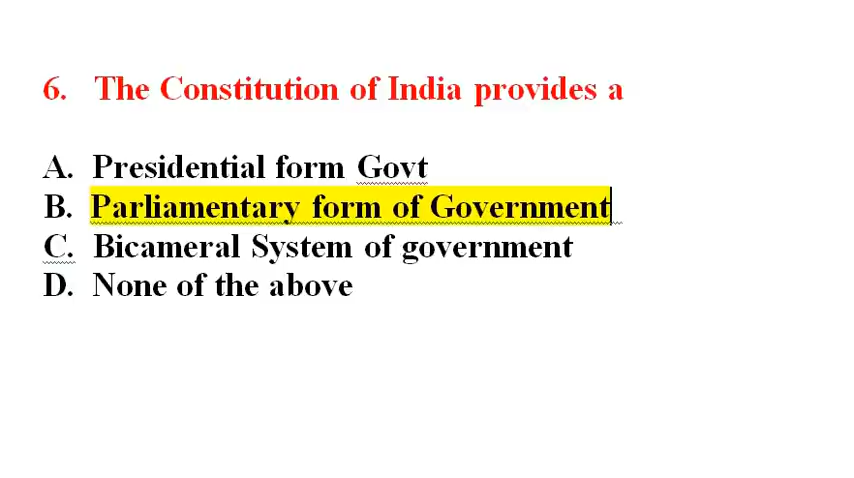 6. The Constitution of India provides a
A. Presidential form Govt
B. Parliamentary form of Government
C. Bicameral System of government
D. None of the above